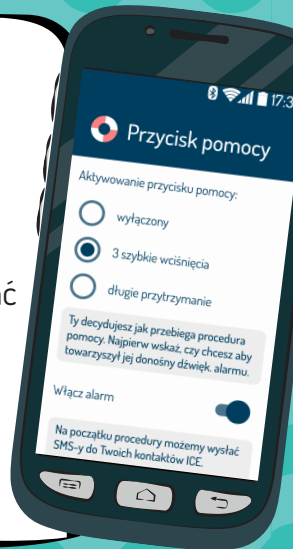 17:3
Przycisk pomocy
Aktywowanie przycisku pomocy:
wyłączony
3 szybkie wciśnięcia
ć
długie przytrzymanie
Ty decydujesz jak przebiega procedura
pomocy. Najpierw wskaż, czy chcesz aby
towarzyszył jej donośny dźwięk. alarmu.
Włącz alarm
Na początku procedury możemy wysłać
SMS-y do Twoich kontaktów ICE.